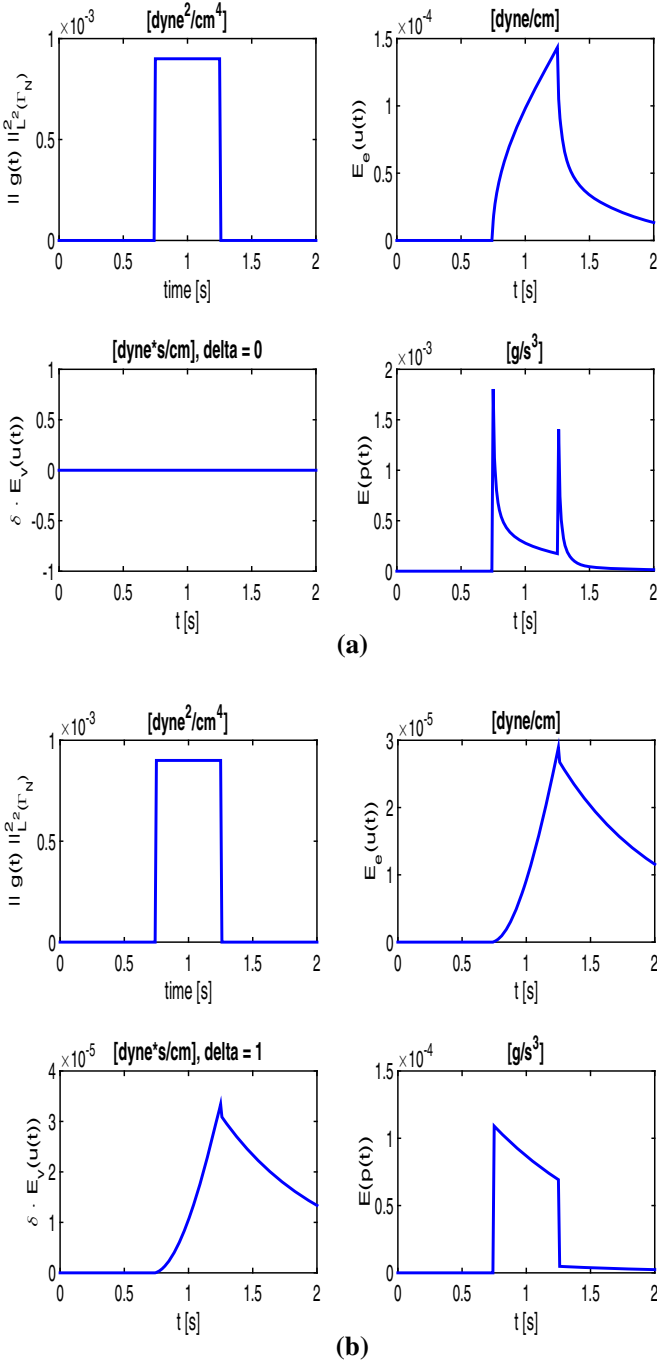 [dyne²/cm⁴]
×10⁻³
1
0.5
0
|| g(t) ||²_L²(Γ_N)
0 0.5 1 1.5 2
time [s]
[dyne/cm]
×10⁻⁴
1.5
1
0.5
0
E_e(u(t))
0 0.5 1 1.5 2
t [s]
[dyne*s/cm], delta = 0
1
0.5
0
-0.5
-1
δ · E_v(u(t))
0 0.5 1 1.5 2
t [s]
[g/s³]
×10⁻³
2
1.5
1
0.5
0
E(p(t))
0 0.5 1 1.5 2
t [s]
(a)
[dyne²/cm⁴]
×10⁻³
1
0.5
0
|| g(t) ||²_L²(Γ_N)
0 0.5 1 1.5 2
time [s]
[dyne/cm]
×10⁻⁵
3
2
1
0
E_e(u(t))
0 0.5 1 1.5 2
t [s]
[dyne*s/cm], delta = 1
×10⁻⁵
4
3
2
1
0
δ · E_v(u(t))
0 0.5 1 1.5 2
t [s]
[g/s³]
×10⁻⁴
1.5
1
0.5
0
E(p(t))
0 0.5 1 1.5 2
t [s]
(b)